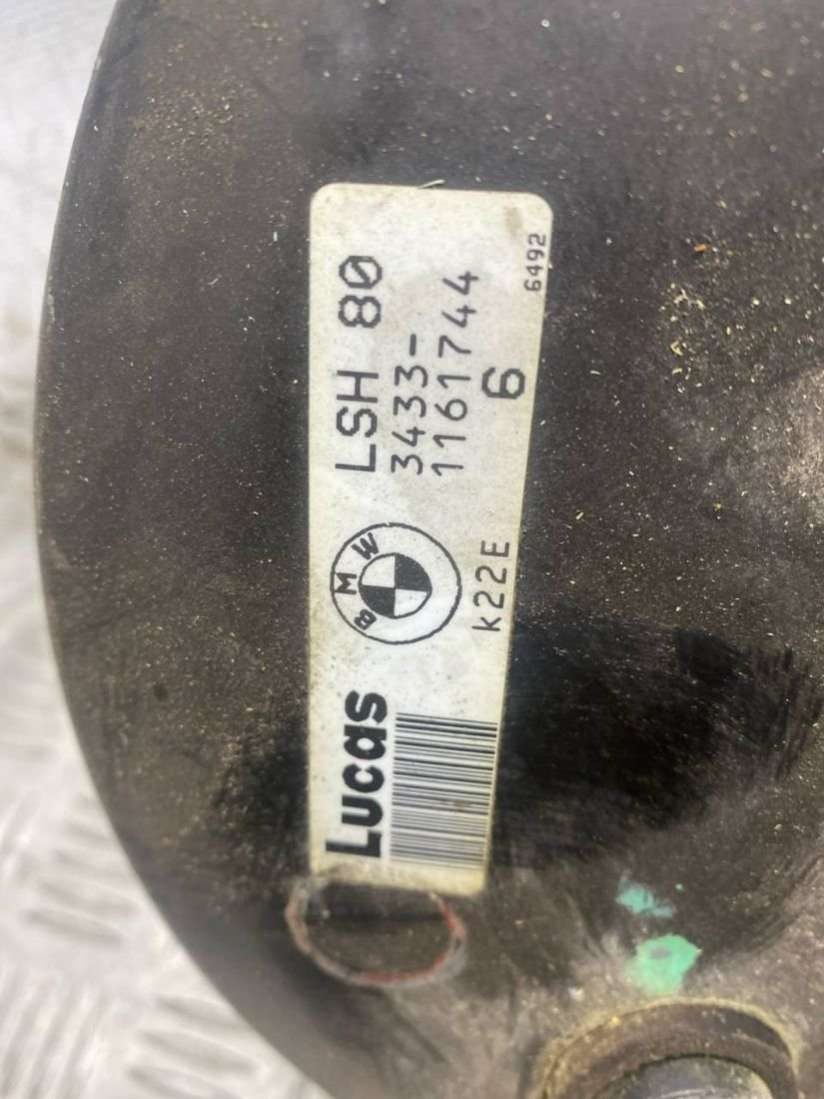 LSH 80
3433-
1161744
6
6492
BMW
k22E
Lucas